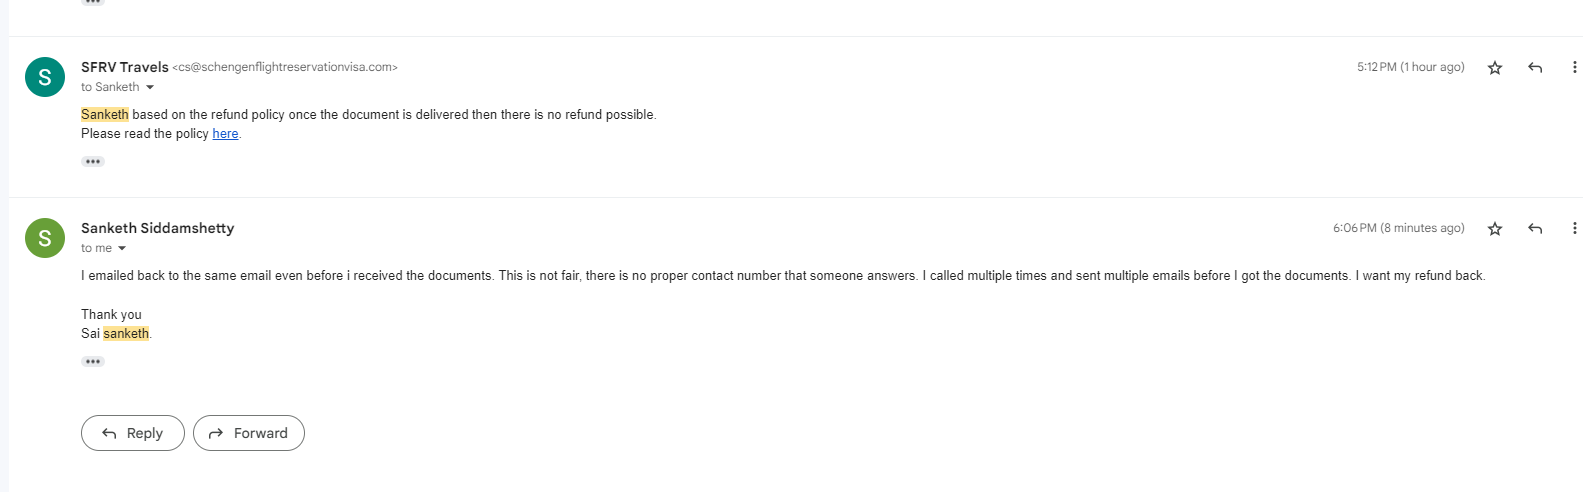 SFRV Travels <cs@schengenflightreservationvisa.com> 5:12 PM (1 hour ago)
to Sanketh
Sanketh based on the refund policy once the document is delivered then there is no refund possible.
Please read the policy here.
Sanketh Siddamshetty 6:06 PM (8 minutes ago)
to me
I emailed back to the same email even before i received the documents. This is not fair, there is no proper contact number that someone answers. I called multiple times and sent multiple emails before I got the documents. I want my refund back.
Thank you
Sai sanketh.
Reply Forward